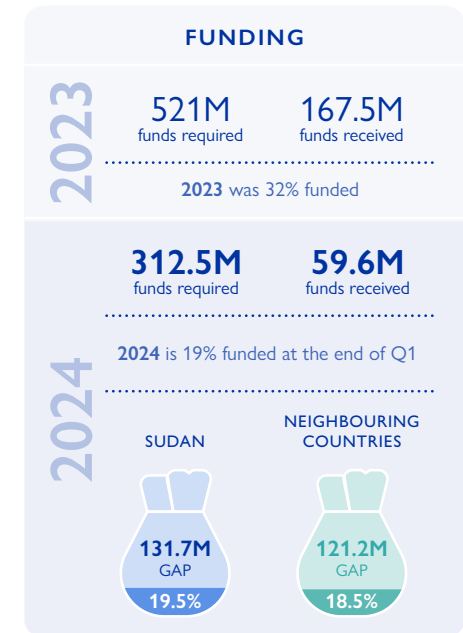 FUNDING
2023
521M
funds required
167.5M
funds received
2023 was 32% funded
2024
312.5M
funds required
59.6M
funds received
2024 is 19% funded at the end of Q1
SUDAN
131.7M
GAP
19.5%
NEIGHBOURING
COUNTRIES
121.2M
GAP
18.5%